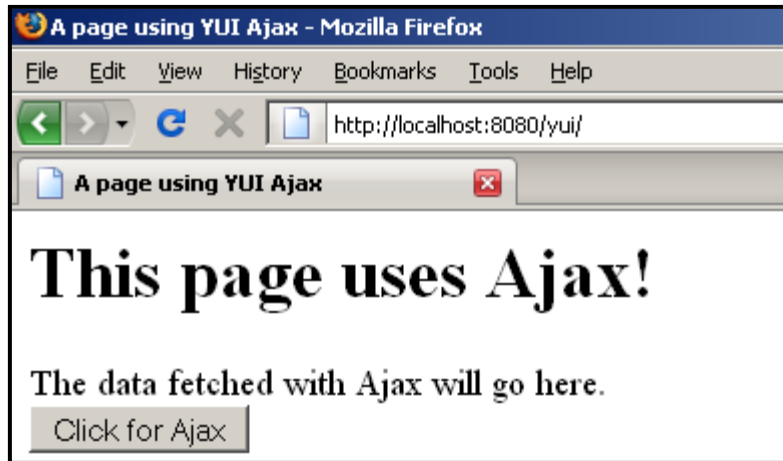 A page using YUI Ajax - Mozilla Firefox
File Edit View History Bookmarks Tools Help
http://localhost:8080/yui/
A page using YUI Ajax
This page uses Ajax!
The data fetched with Ajax will go here.
Click for Ajax